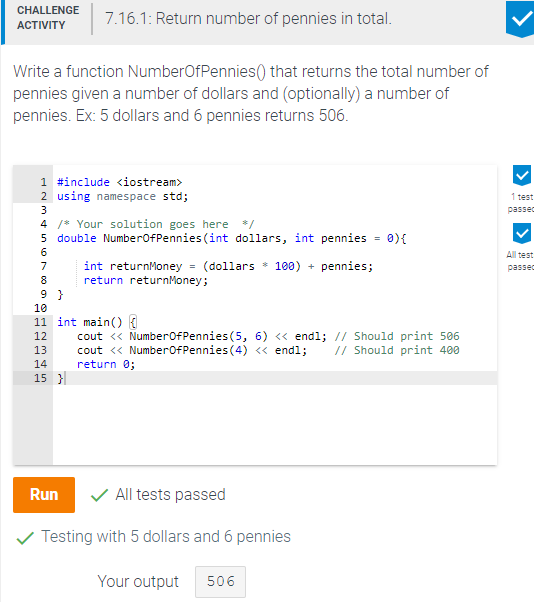 CHALLENGE
ACTIVITY
7.16.1: Return number of pennies in total.
Write a function NumberOfPennies() that returns the total number of
pennies given a number of dollars and (optionally) a number of
pennies. Ex: 5 dollars and 6 pennies returns 506.
1 #include <iostream>
2 using namespace std;
3
4 /* Your solution goes here  */
5 double NumberOfPennies(int dollars, int pennies = 0){
6
7     int returnMoney = (dollars * 100) + pennies;
8     return returnMoney;
9 }
10
11 int main() {
12    cout << NumberOfPennies(5, 6) << endl; // Should print 506
13    cout << NumberOfPennies(4) << endl;    // Should print 400
14    return 0;
15 }
1 test
passed
All test
passed
Run
All tests passed
Testing with 5 dollars and 6 pennies
Your output
506